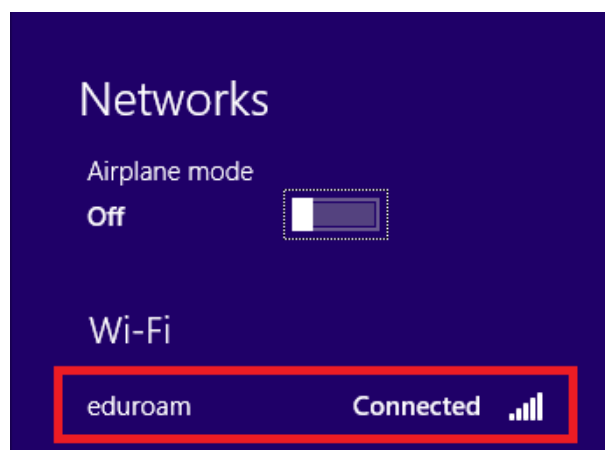 Networks
Airplane mode
Off
Wi-Fi
eduroam Connected